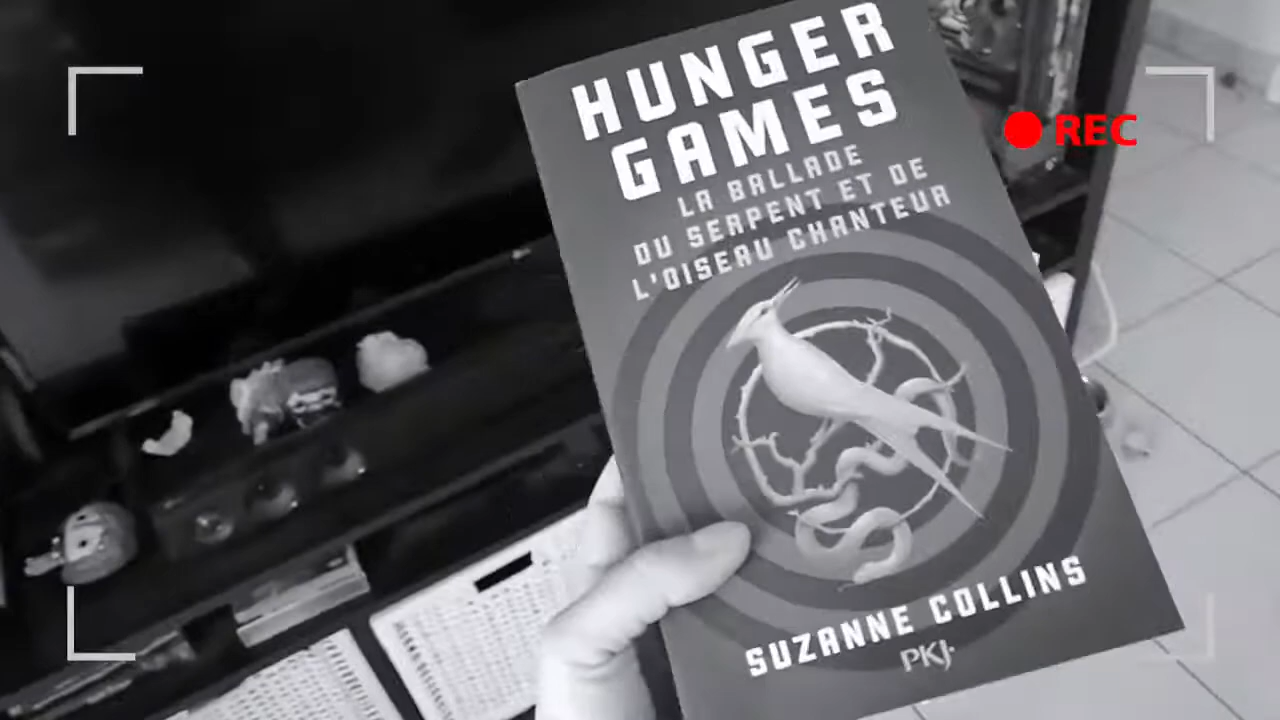 HUNGER
GAMES
LA BALLADE
DU SERPENT ET DE
L'OISEAU CHANTEUR
REC
SUZANNE COLLINS
PKJ.